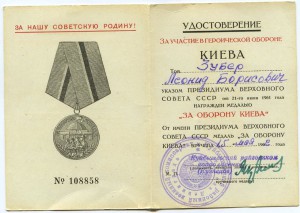 ЗА НАШУ СОВЕТСКУЮ РОДИНУ!
№ 108858
УДОСТОВЕРЕНИЕ
ЗА УЧАСТИЕ В ГЕРОИЧЕСКОЙ ОБОРОНЕ
КИЕВА
Тов. Зубер
Леонид Борисович
УКАЗОМ ПРЕЗИДИУМА ВЕРХОВНОГО
СОВЕТА СССР от 21-го июня 1961 года
НАГРАЖДЕН МЕДАЛЬЮ
„ЗА ОБОРОНУ КИЕВА"
От имени ПРЕЗИДИУМА ВЕРХОВНОГО
СОВЕТА СССР МЕДАЛЬ „ЗА ОБОРОНУ
КИЕВА" ВРУЧЕНА